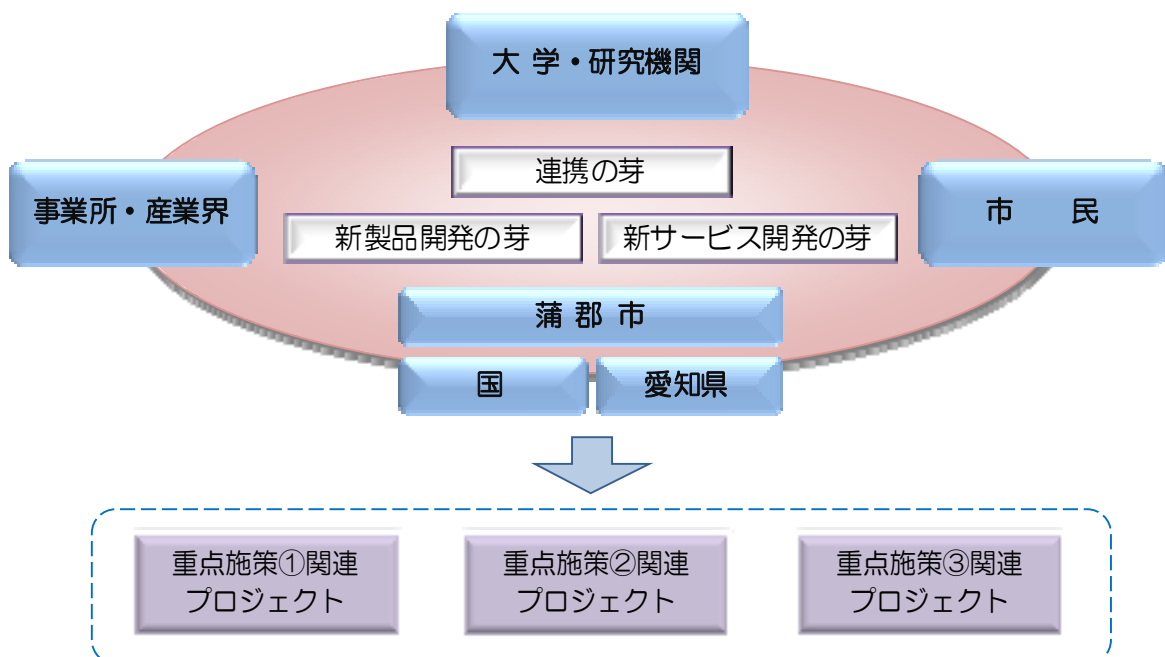 大学・研究機関
連携の芽
事業所・産業界
市民
新製品開発の芽
新サービス開発の芽
蒲郡市
国
愛知県
重点施策①関連
プロジェクト
重点施策②関連
プロジェクト
重点施策③関連
プロジェクト